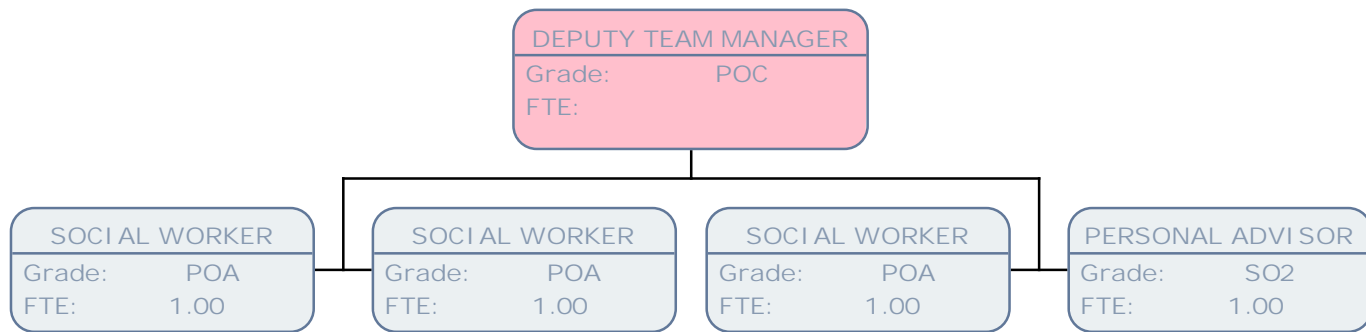 DEPUTY TEAM MANAGER
Grade: POC
FTE:
SOCIAL WORKER
Grade: POA
FTE: 1.00
SOCIAL WORKER
Grade: POA
FTE: 1.00
SOCIAL WORKER
Grade: POA
FTE: 1.00
PERSONAL ADVISOR
Grade: SO2
FTE: 1.00